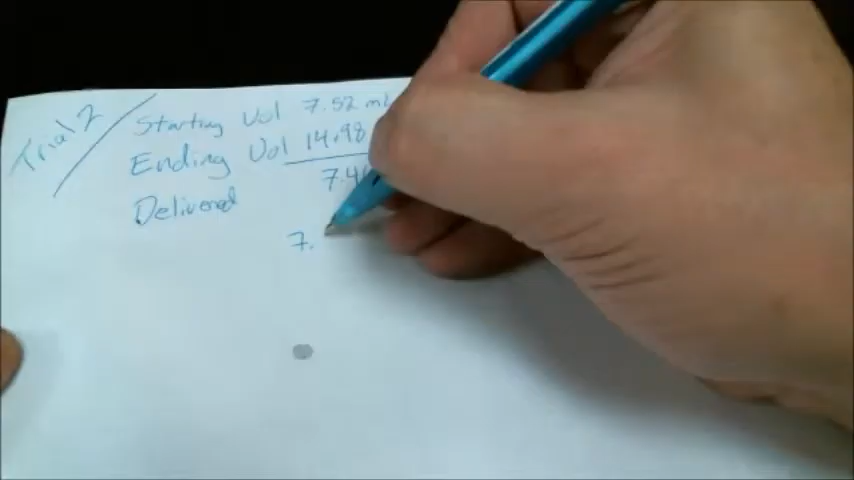 Trial 2
Starting Vol 7.52 mL
Ending Vol 14.98
7.4
Delivered
7.